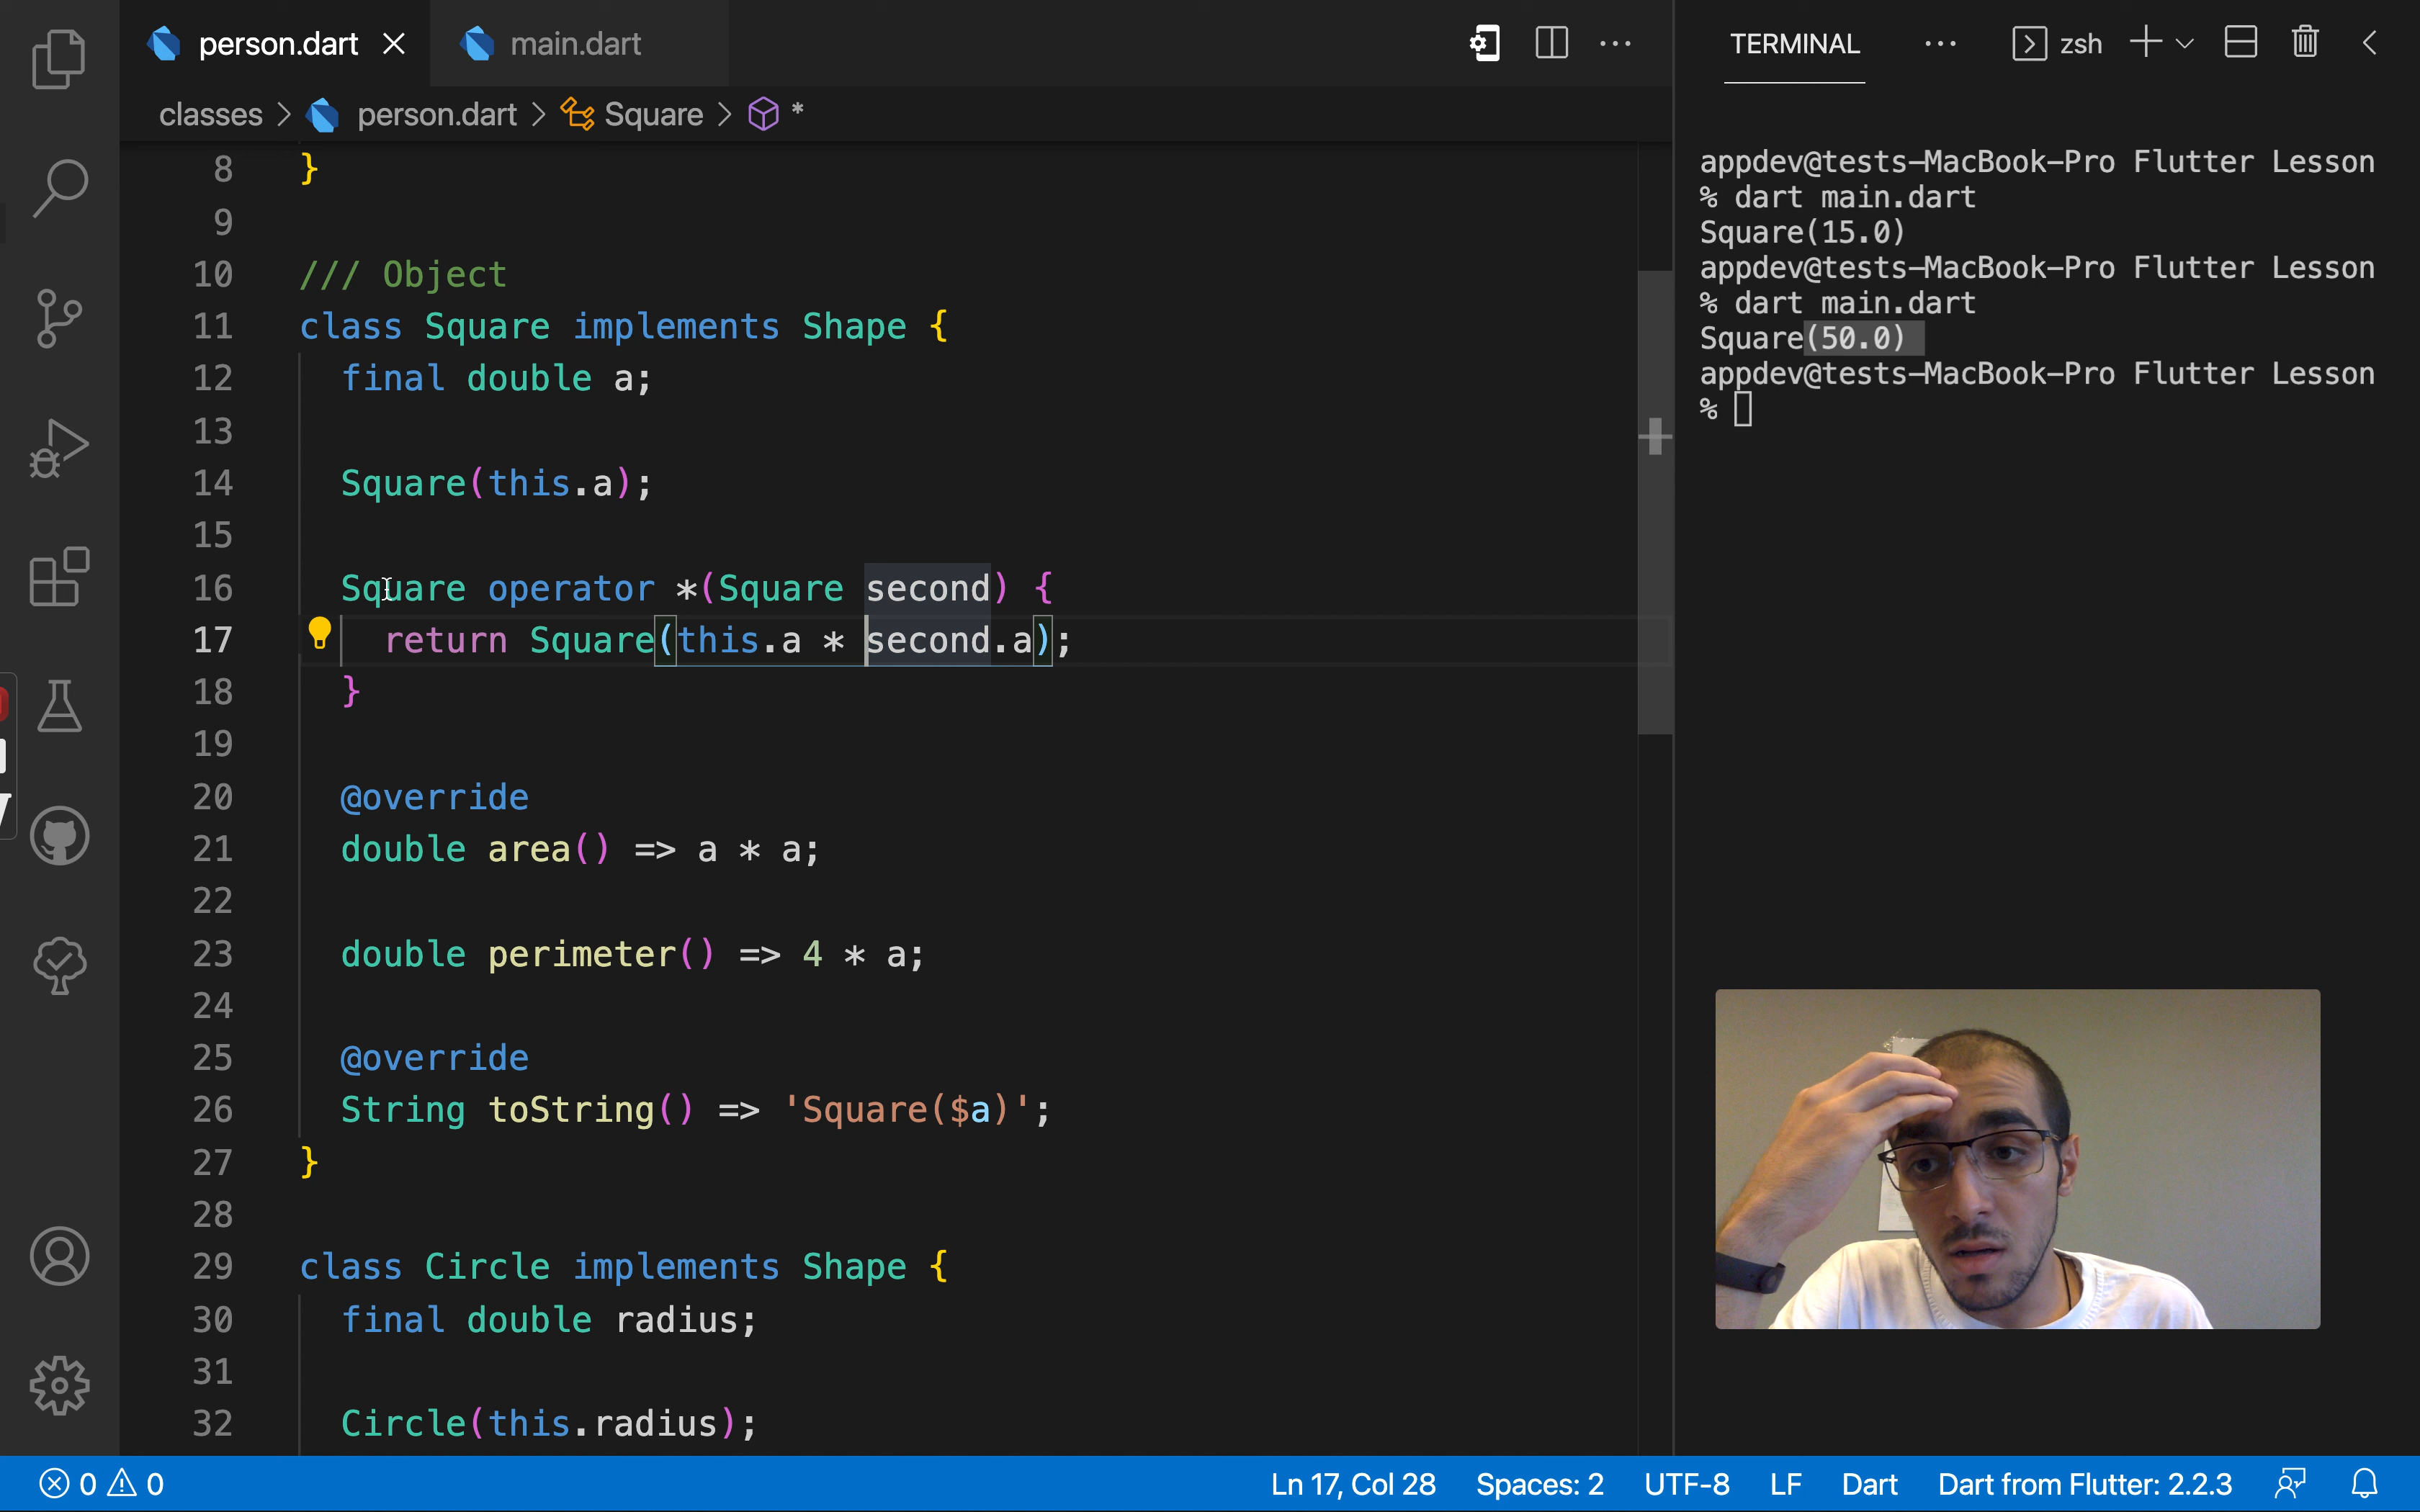 person.dart
main.dart
classes > person.dart > Square > *
8 }
9
10 /// Object
11 class Square implements Shape {
12 final double a;
13
14 Square(this.a);
15
16 Square operator *(Square second) {
17 return Square(this.a * second.a);
18 }
19
20 @override
21 double area() => a * a;
22
23 double perimeter() => 4 * a;
24
25 @override
26 String toString() => 'Square($a)';
27 }
28
29 class Circle implements Shape {
30 final double radius;
31
32 Circle(this.radius);
TERMINAL
zsh
appdev@tests-MacBook-Pro Flutter Lesson
% dart main.dart
Square(15.0)
appdev@tests-MacBook-Pro Flutter Lesson
% dart main.dart
Square(50.0)
appdev@tests-MacBook-Pro Flutter Lesson
%
0 0
Ln 17, Col 28 Spaces: 2 UTF-8 LF Dart Dart from Flutter: 2.2.3